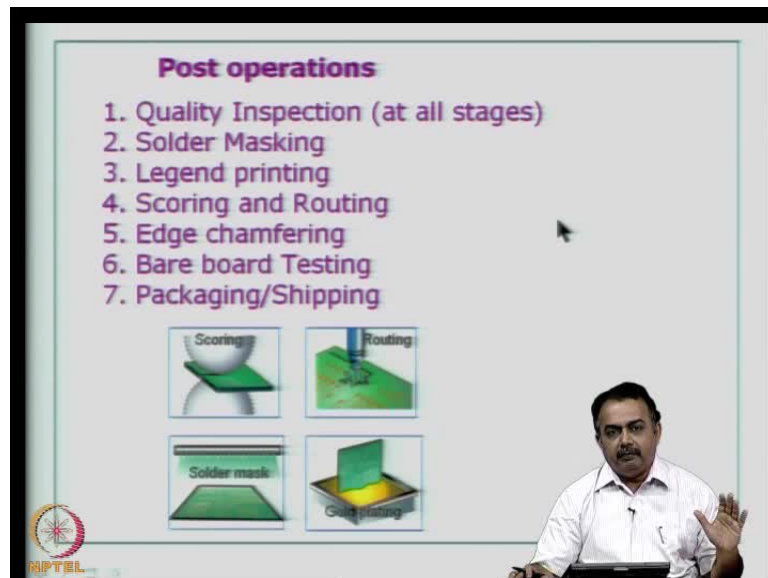 Post operations
1. Quality Inspection (at all stages)
2. Solder Masking
3. Legend printing
4. Scoring and Routing
5. Edge chamfering
6. Bare board Testing
7. Packaging/Shipping
Scoring
Routing
Solder mask
Gold plating
NPTEL